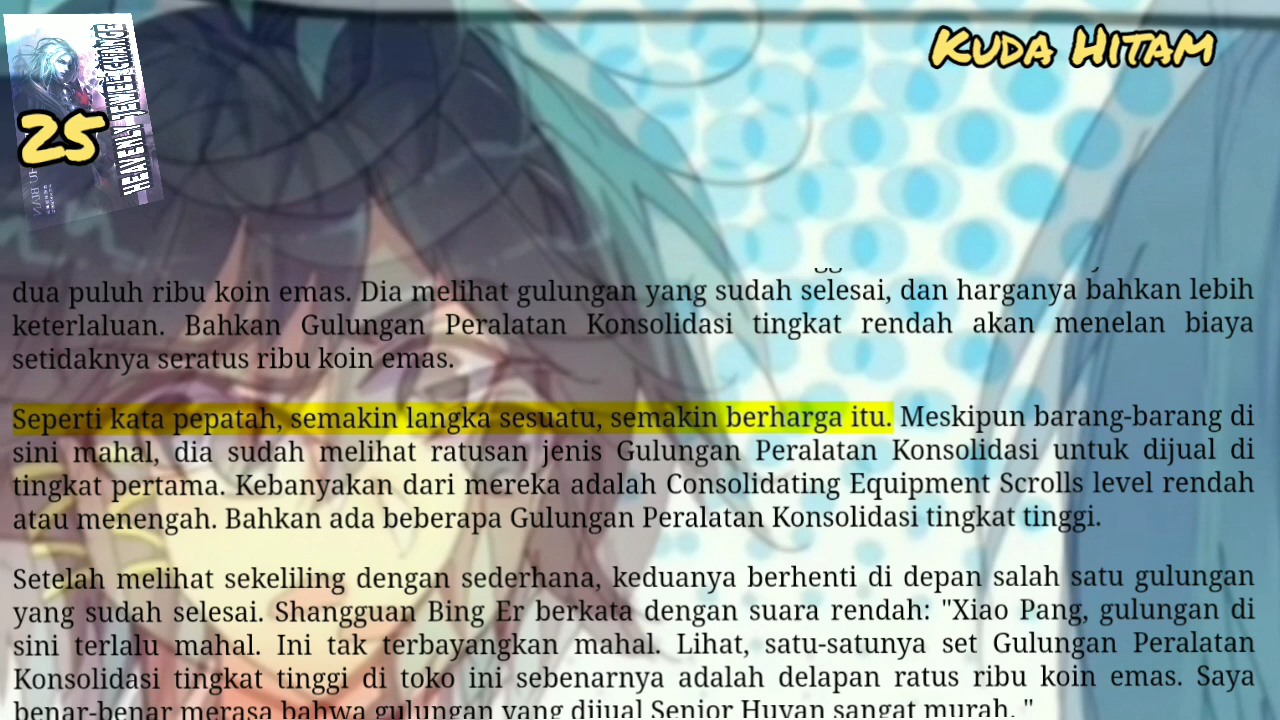 Kuda Hitam
HEAVENLY JEWEL CHANGE
25
dua puluh ribu koin emas. Dia melihat gulungan yang sudah selesai, dan harganya bahkan lebih
keterlaluan. Bahkan Gulungan Peralatan Konsolidasi tingkat rendah akan menelan biaya
setidaknya seratus ribu koin emas.
Seperti kata pepatah, semakin langka sesuatu, semakin berharga itu. Meskipun barang-barang di
sini mahal, dia sudah melihat ratusan jenis Gulungan Peralatan Konsolidasi untuk dijual di
tingkat pertama. Kebanyakan dari mereka adalah Consolidating Equipment Scrolls level rendah
atau menengah. Bahkan ada beberapa Gulungan Peralatan Konsolidasi tingkat tinggi.
Setelah melihat sekeliling dengan sederhana, keduanya berhenti di depan salah satu gulungan
yang sudah selesai. Shangguan Bing Er berkata dengan suara rendah: "Xiao Pang, gulungan di
sini terlalu mahal. Ini tak terbayangkan mahal. Lihat, satu-satunya set Gulungan Peralatan
Konsolidasi tingkat tinggi di toko ini sebenarnya adalah delapan ratus ribu koin emas. Saya
benar-benar merasa bahwa gulungan yang dijual Senior Huyan sangat murah. "